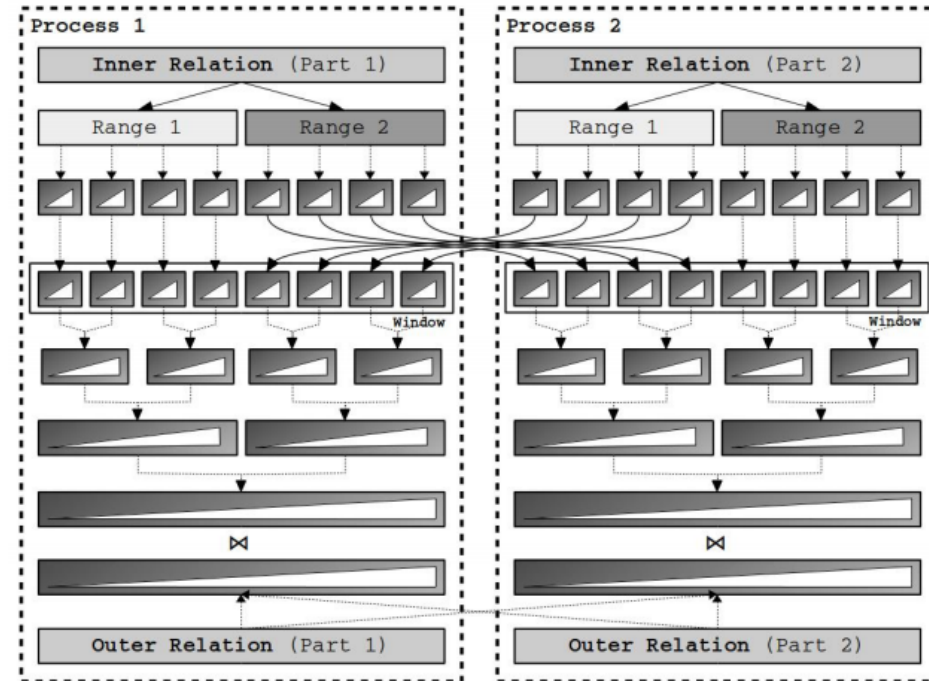 Process 1
Inner Relation (Part 1)
Range 1
Range 2
Window
⋈
Outer Relation (Part 1)
Process 2
Inner Relation (Part 2)
Range 1
Range 2
Window
⋈
Outer Relation (Part 2)